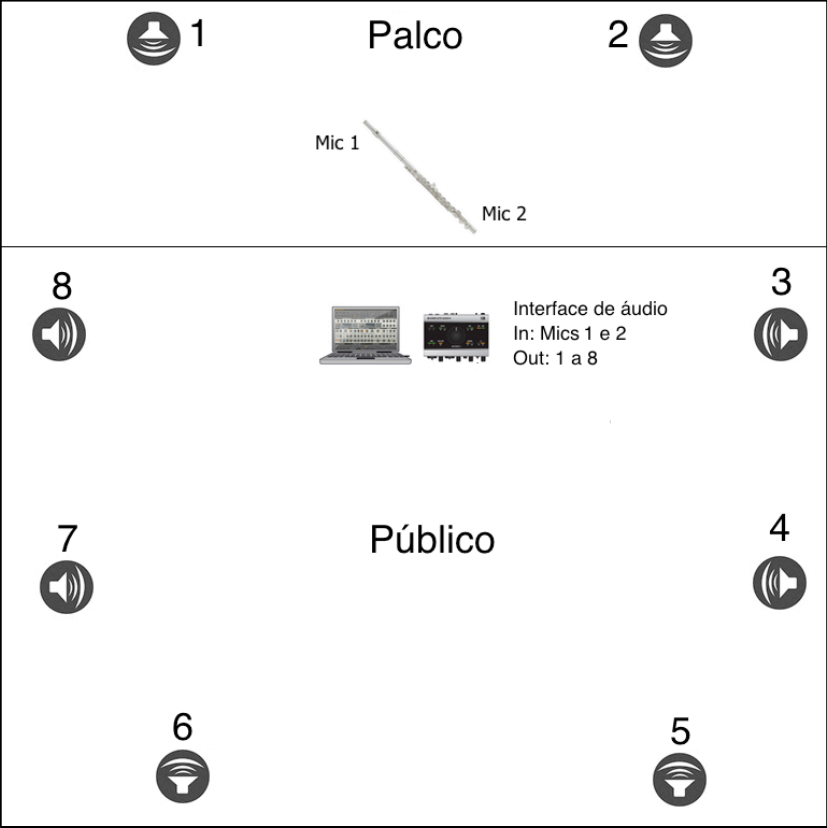 1
Palco
2
Mic 1
Mic 2
8
3
Interface de áudio
In: Mics 1 e 2
Out: 1 a 8
7
Público
4
6
5